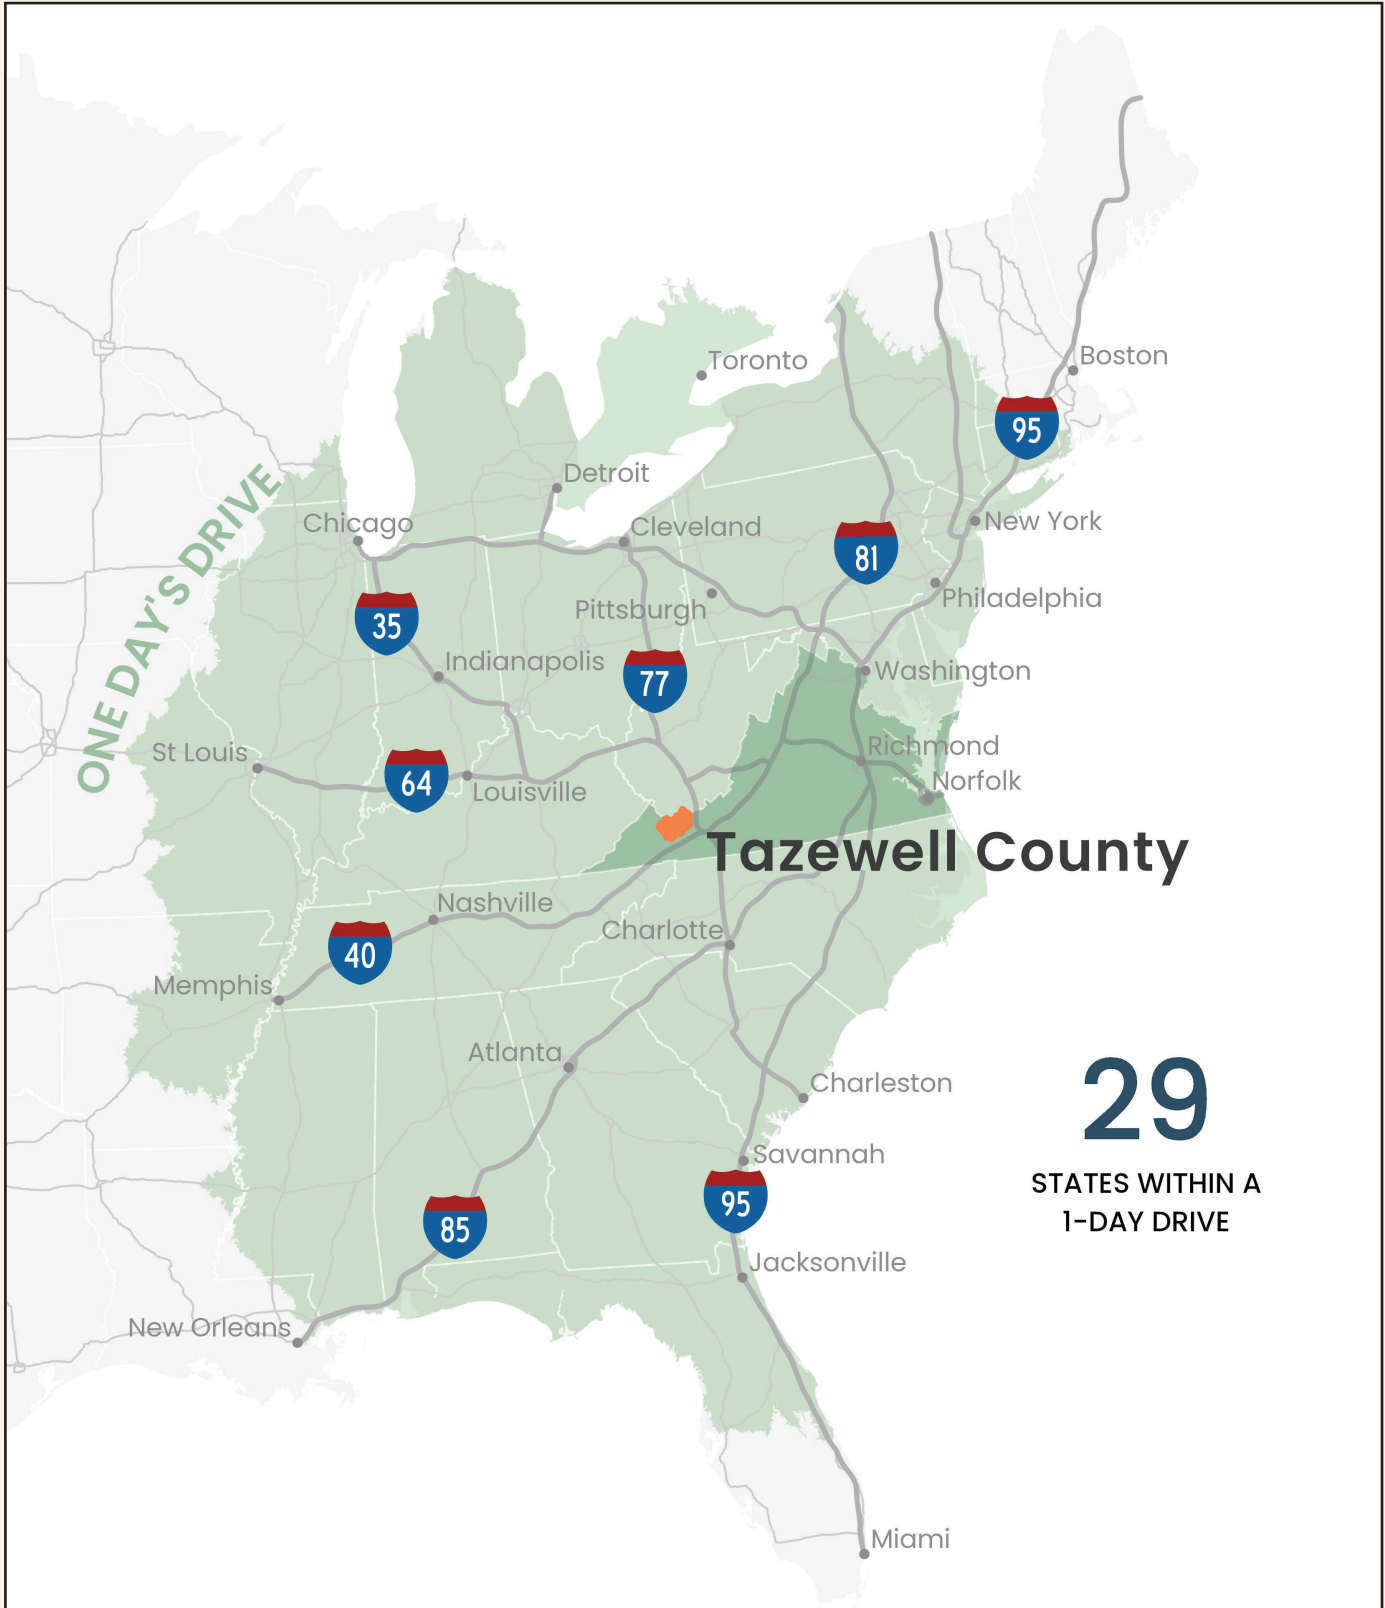 Toronto
Boston
95
Detroit
ONE DAY'S DRIVE
Chicago
Cleveland
New York
81
Pittsburgh
Philadelphia
35
Indianapolis
77
Washington
St Louis
64
Louisville
Richmond
Norfolk
Tazewell County
Nashville
Charlotte
40
Memphis
Atlanta
Charleston
29
STATES WITHIN A
1-DAY DRIVE
Savannah
95
85
Jacksonville
New Orleans
Miami